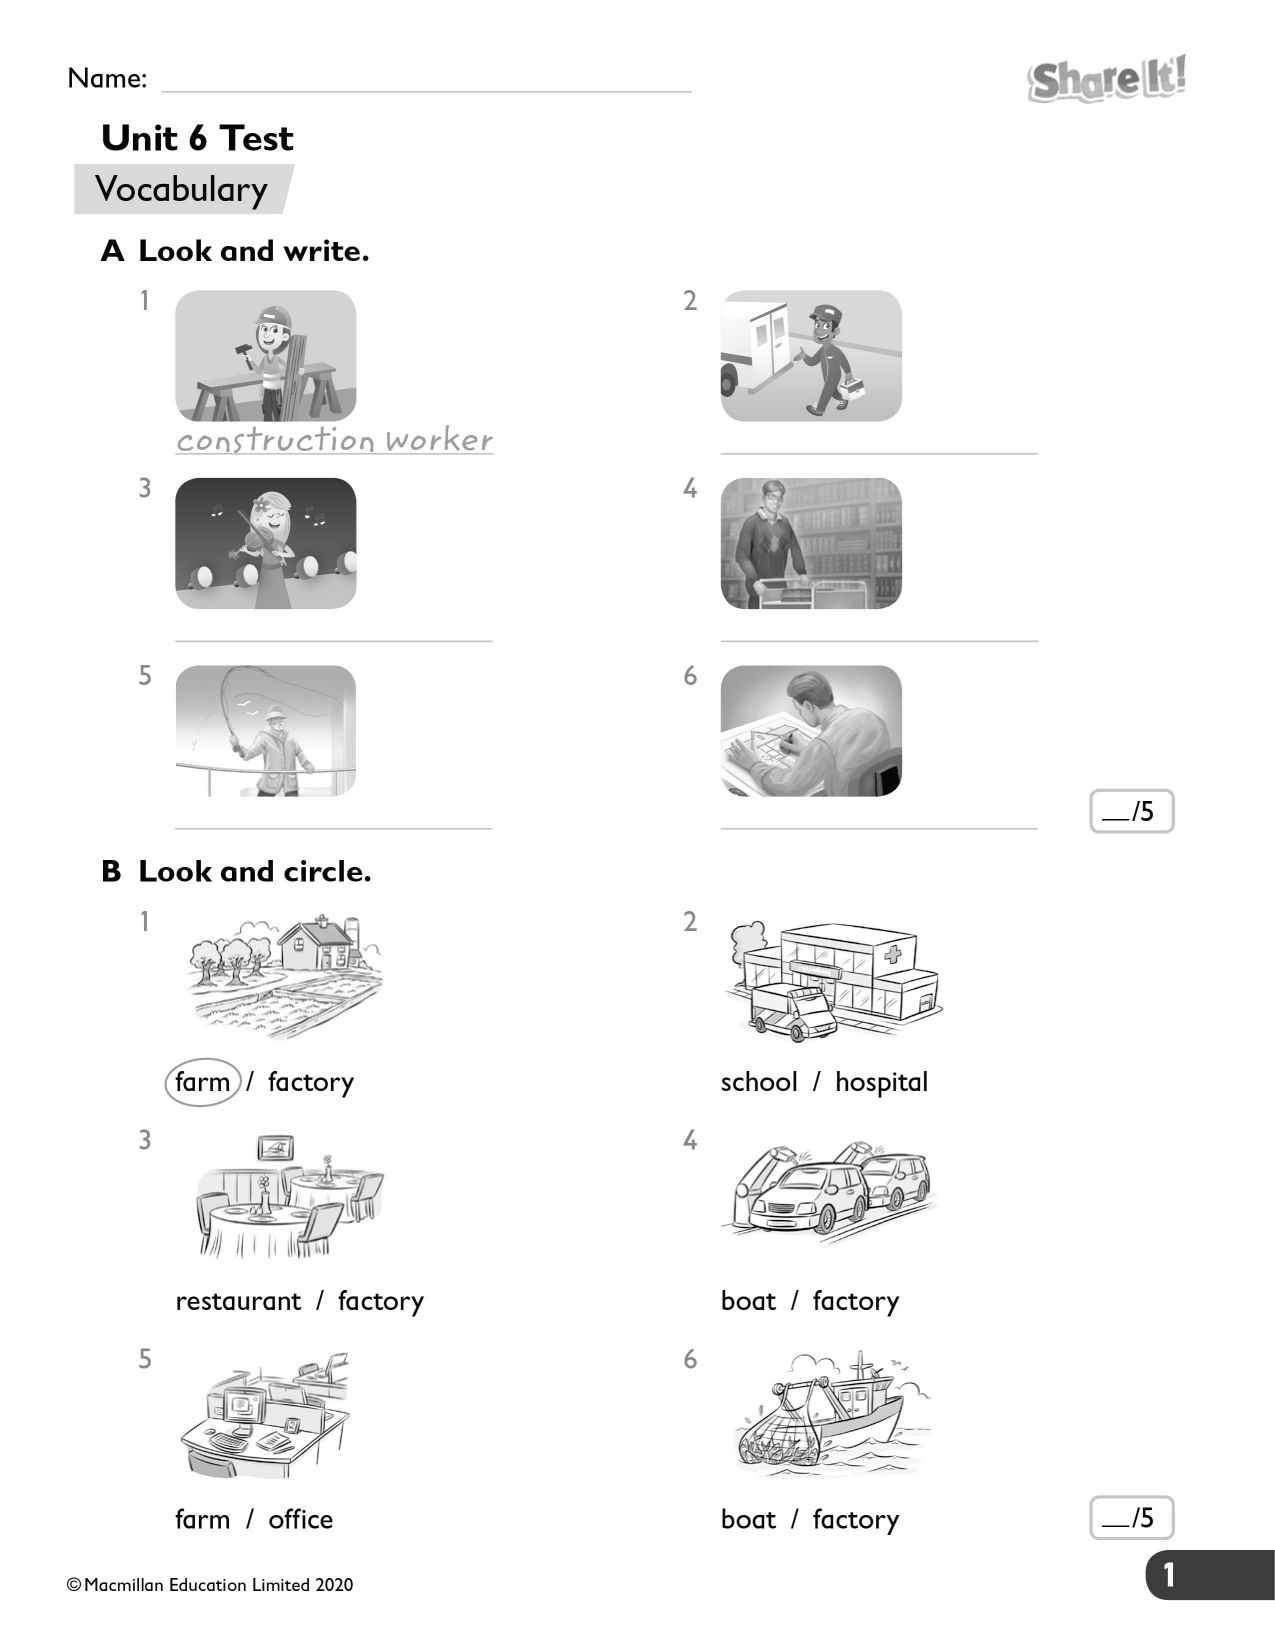 Name:
Share It!
Unit 6 Test
Vocabulary
A Look and write.
1
2
construction worker
3
4
5
6
__/5
B Look and circle.
1
2
farm / factory
school / hospital
3
4
restaurant / factory
boat / factory
5
6
farm / office
boat / factory
__/5
© Macmillan Education Limited 2020
1